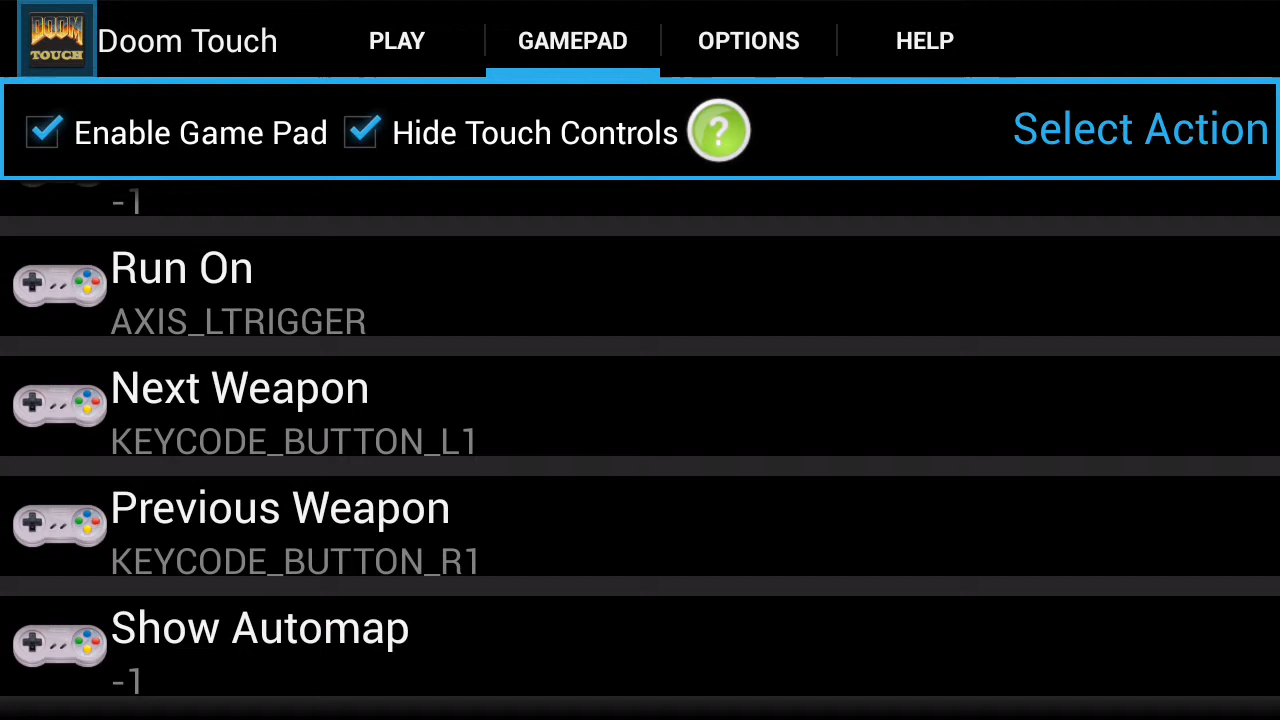 DOOM
TOUCH
Doom Touch
PLAY
GAMEPAD
OPTIONS
HELP
Enable Game Pad
Hide Touch Controls
?
Select Action
-1
Run On
AXIS_LTRIGGER
Next Weapon
KEYCODE_BUTTON_L1
Previous Weapon
KEYCODE_BUTTON_R1
Show Automap
-1